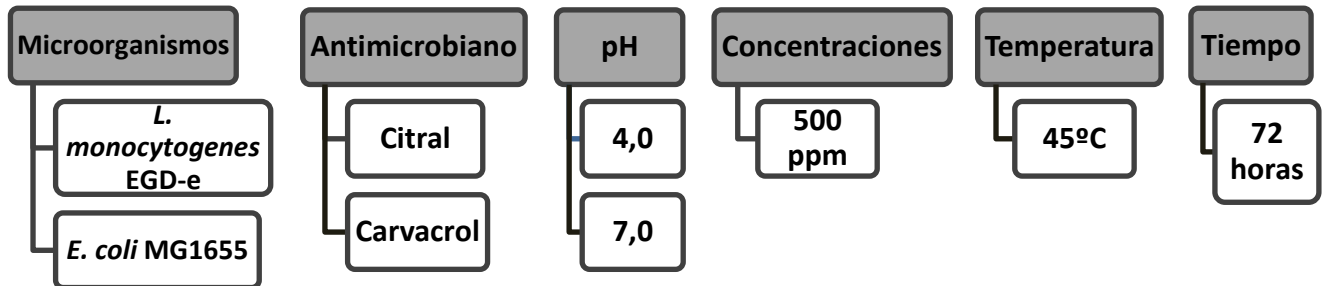 Microorganismos
L.
monocytogenes
EGD-e
E. coli MG1655
Antimicrobiano
Citral
Carvacrol
pH
4,0
7,0
Concentraciones
500
ppm
Temperatura
45ºC
Tiempo
72
horas